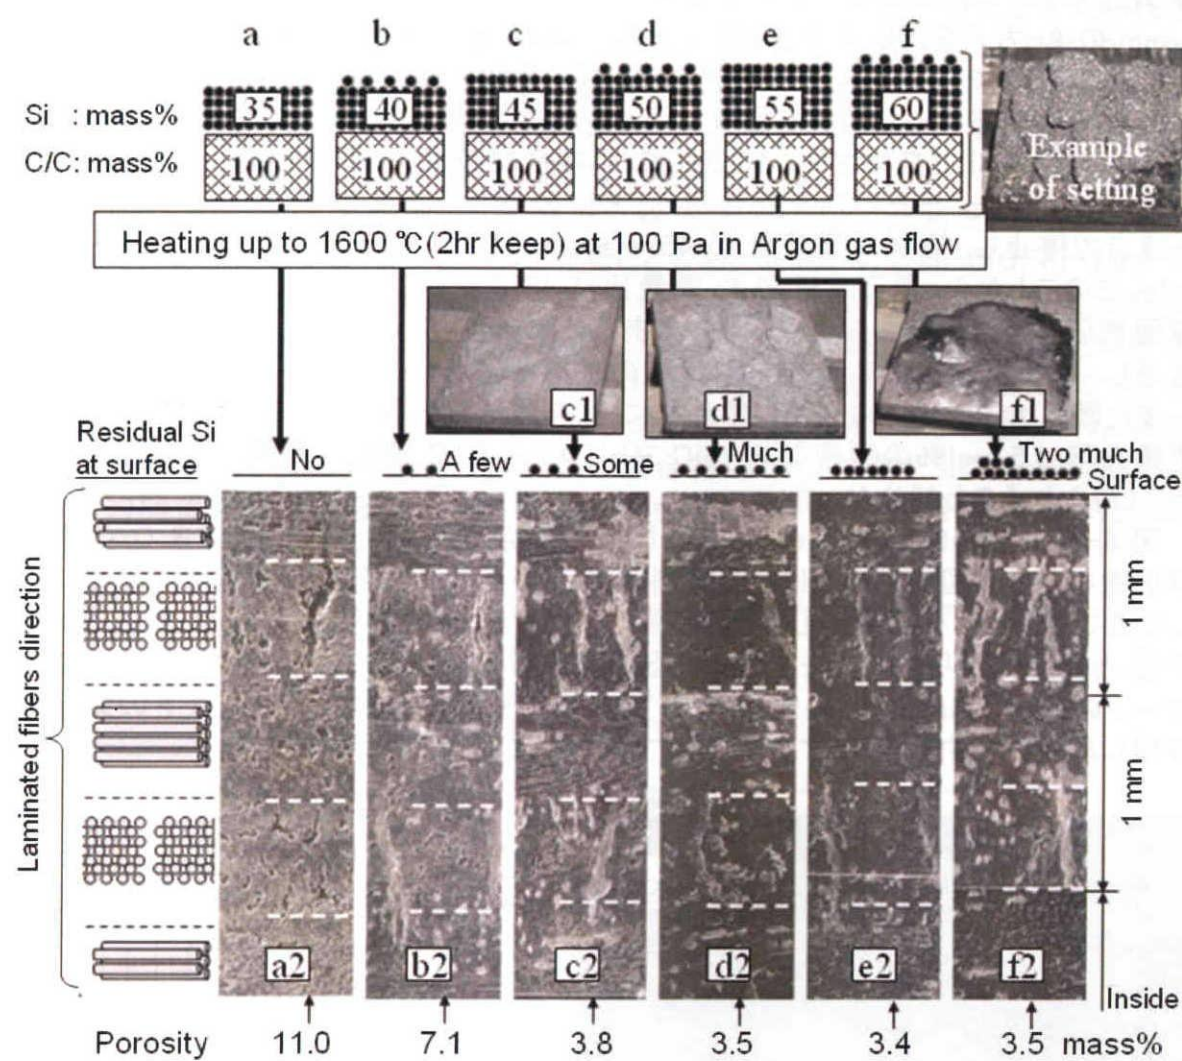 a b c d e f
Si : mass% 35 40 45 50 55 60
C/C: mass% 100 100 100 100 100 100
Example
of setting
Heating up to 1600 °C(2hr keep) at 100 Pa in Argon gas flow
c1 d1 f1
Residual Si
at surface
No A few Some Much Two much
Surface
Laminated fibers direction
1 mm
1 mm
a2 b2 c2 d2 e2 f2
Inside
Porosity 11.0 7.1 3.8 3.5 3.4 3.5 mass%